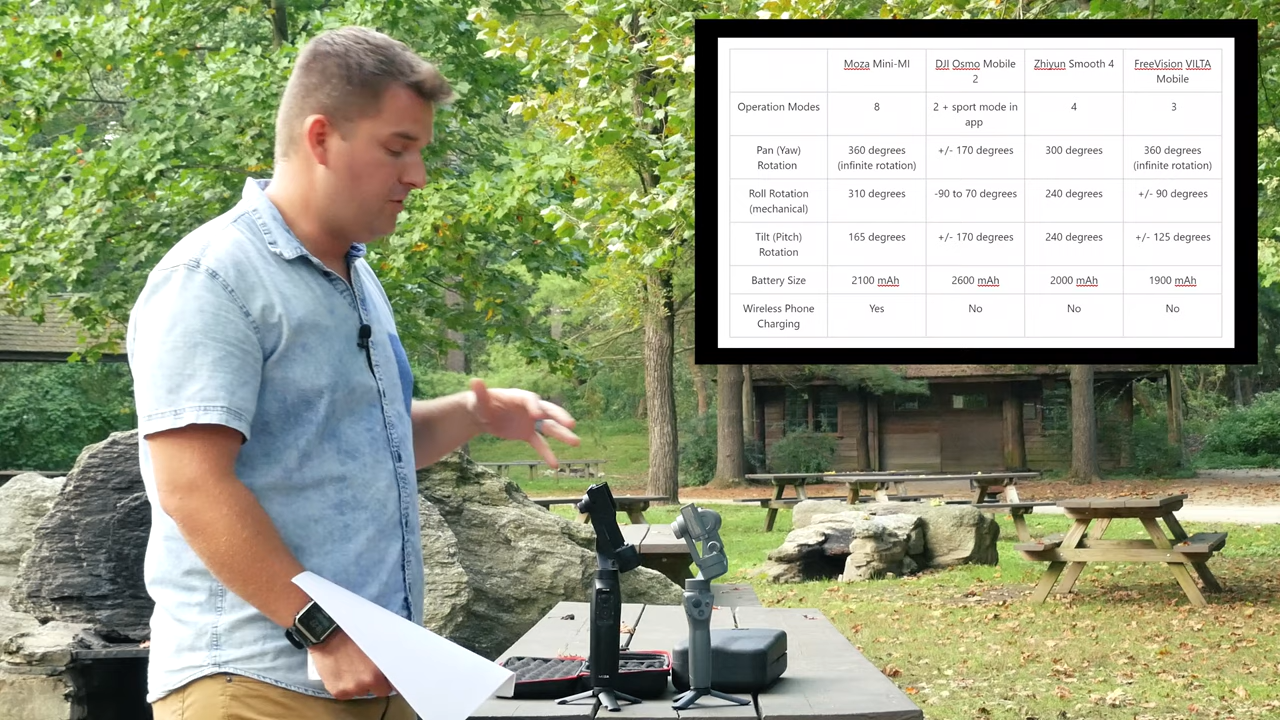 Moza Mini-MI
DJI Osmo Mobile
2
Zhiyun Smooth 4
FreeVision VILTA
Mobile
Operation Modes
8
2 + sport mode in
app
4
3
Pan (Yaw)
Rotation
360 degrees
(infinite rotation)
+/- 170 degrees
300 degrees
360 degrees
(infinite rotation)
Roll Rotation
(mechanical)
310 degrees
-90 to 70 degrees
240 degrees
+/- 90 degrees
Tilt (Pitch)
Rotation
165 degrees
+/- 170 degrees
240 degrees
+/- 125 degrees
Battery Size
2100 mAh
2600 mAh
2000 mAh
1900 mAh
Wireless Phone
Charging
Yes
No
No
No